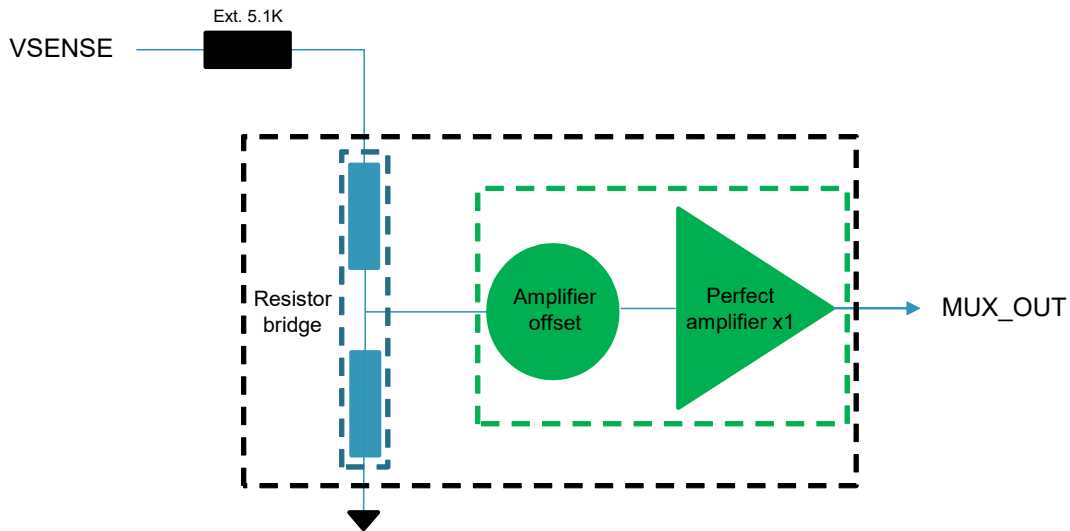 Ext. 5.1K
VSENSE
Resistor
bridge
Amplifier
offset
Perfect
amplifier x1
MUX_OUT